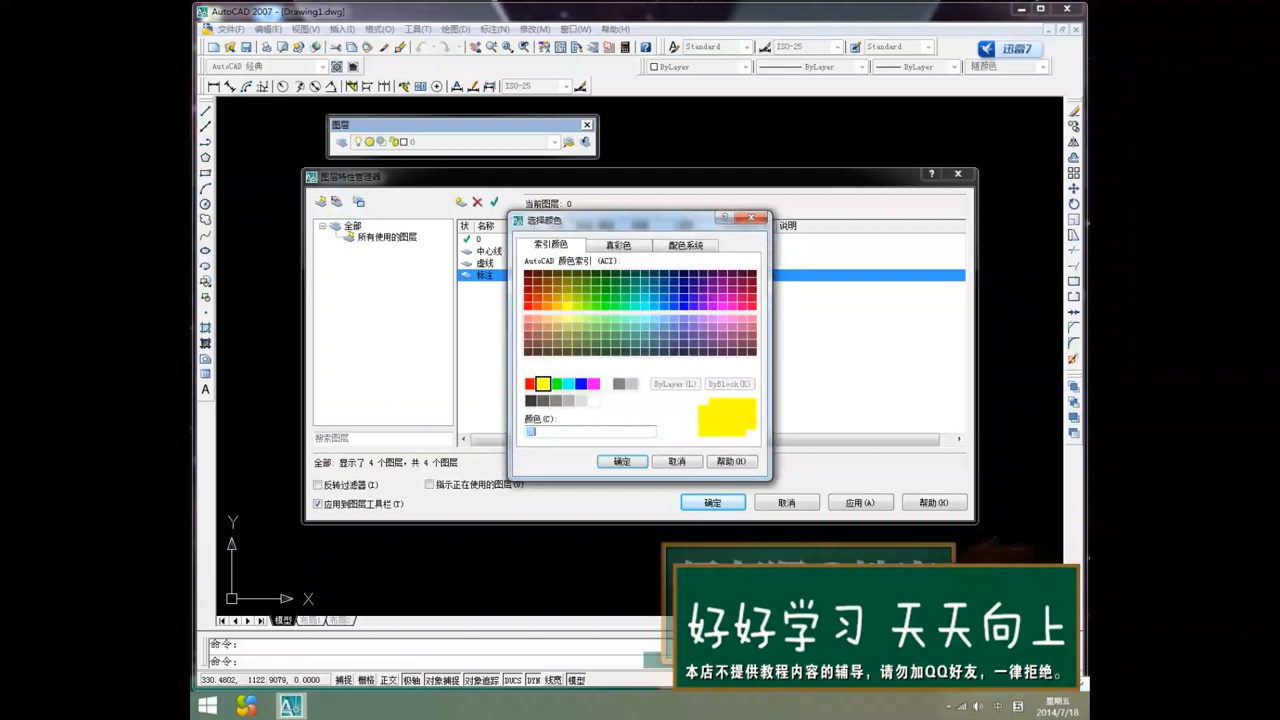 AutoCAD 2007 - [Drawing1.dwg]
文件(F) 编辑(E) 视图(V) 插入(I) 格式(O) 工具(T) 绘图(D) 标注(N) 修改(M) 窗口(W) 帮助(H)
Standard ISO-25 Standard 迅雷7
AutoCAD 经典 ByLayer ByLayer ByLayer 随颜色
ISO-25
图层
0
图层特性管理器
当前图层: 0
全部
所有使用的图层
状 名称 说明
0
中心线
虚线
标注
选择颜色
索引颜色 真彩色 配色系统
AutoCAD 颜色索引 (ACI):
ByLayer(L) ByBlock(K)
颜色(C):
确定 取消 帮助(H)
搜索图层
全部: 显示了 4 个图层，共 4 个图层
反转过滤器(I) 指示正在使用的图层(U)
应用到图层工具栏(T)
确定 取消 应用(A) 帮助(H)
Y
X
模型
命令:
命令:
330.4802, 1122.9079, 0.0000 捕捉 栅格 正交 极轴 对象捕捉 对象追踪 DUCS DYN 线宽 模型
好好学习 天天向上
本店不提供教程内容的辅导，请勿加QQ好友，一律拒绝。
中 五
星期五
2014/7/18